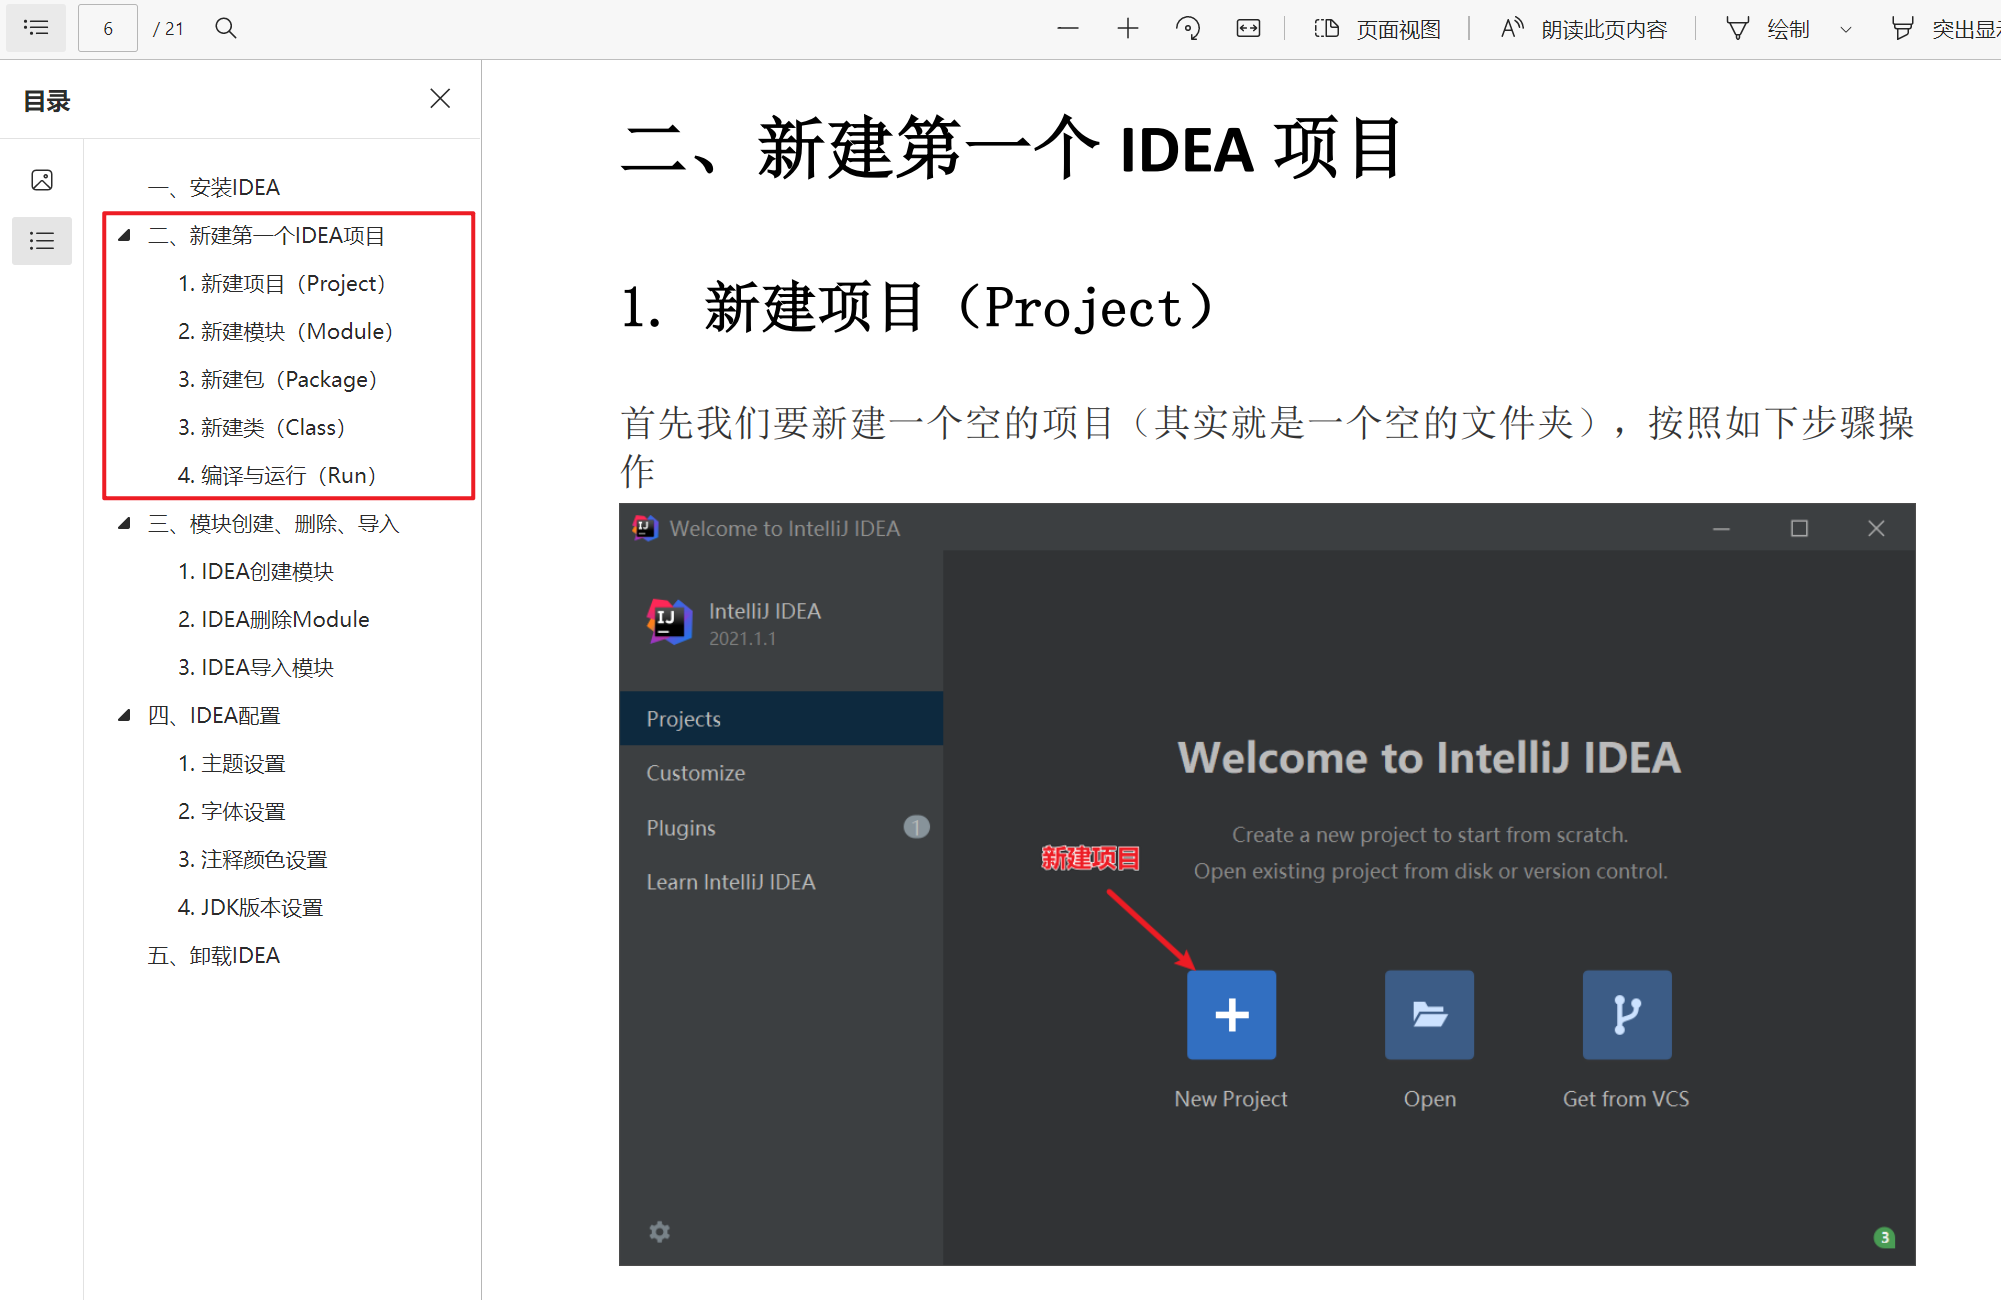 6 / 21
页面视图
朗读此页内容
绘制
突出显
目录
一、安装IDEA
二、新建第一个IDEA项目
1. 新建项目（Project）
2. 新建模块（Module）
3. 新建包（Package）
3. 新建类（Class）
4. 编译与运行（Run）
三、模块创建、删除、导入
1. IDEA创建模块
2. IDEA删除Module
3. IDEA导入模块
四、IDEA配置
1. 主题设置
2. 字体设置
3. 注释颜色设置
4. JDK版本设置
五、卸载IDEA
二、新建第一个 IDEA 项目
1. 新建项目（Project）
首先我们要新建一个空的项目（其实就是一个空的文件夹），按照如下步骤操
作
Welcome to IntelliJ IDEA
IntelliJ IDEA
2021.1.1
Projects
Customize
Plugins 1
Learn IntelliJ IDEA
Welcome to IntelliJ IDEA
Create a new project to start from scratch.
Open existing project from disk or version control.
新建项目
New Project
Open
Get from VCS
3